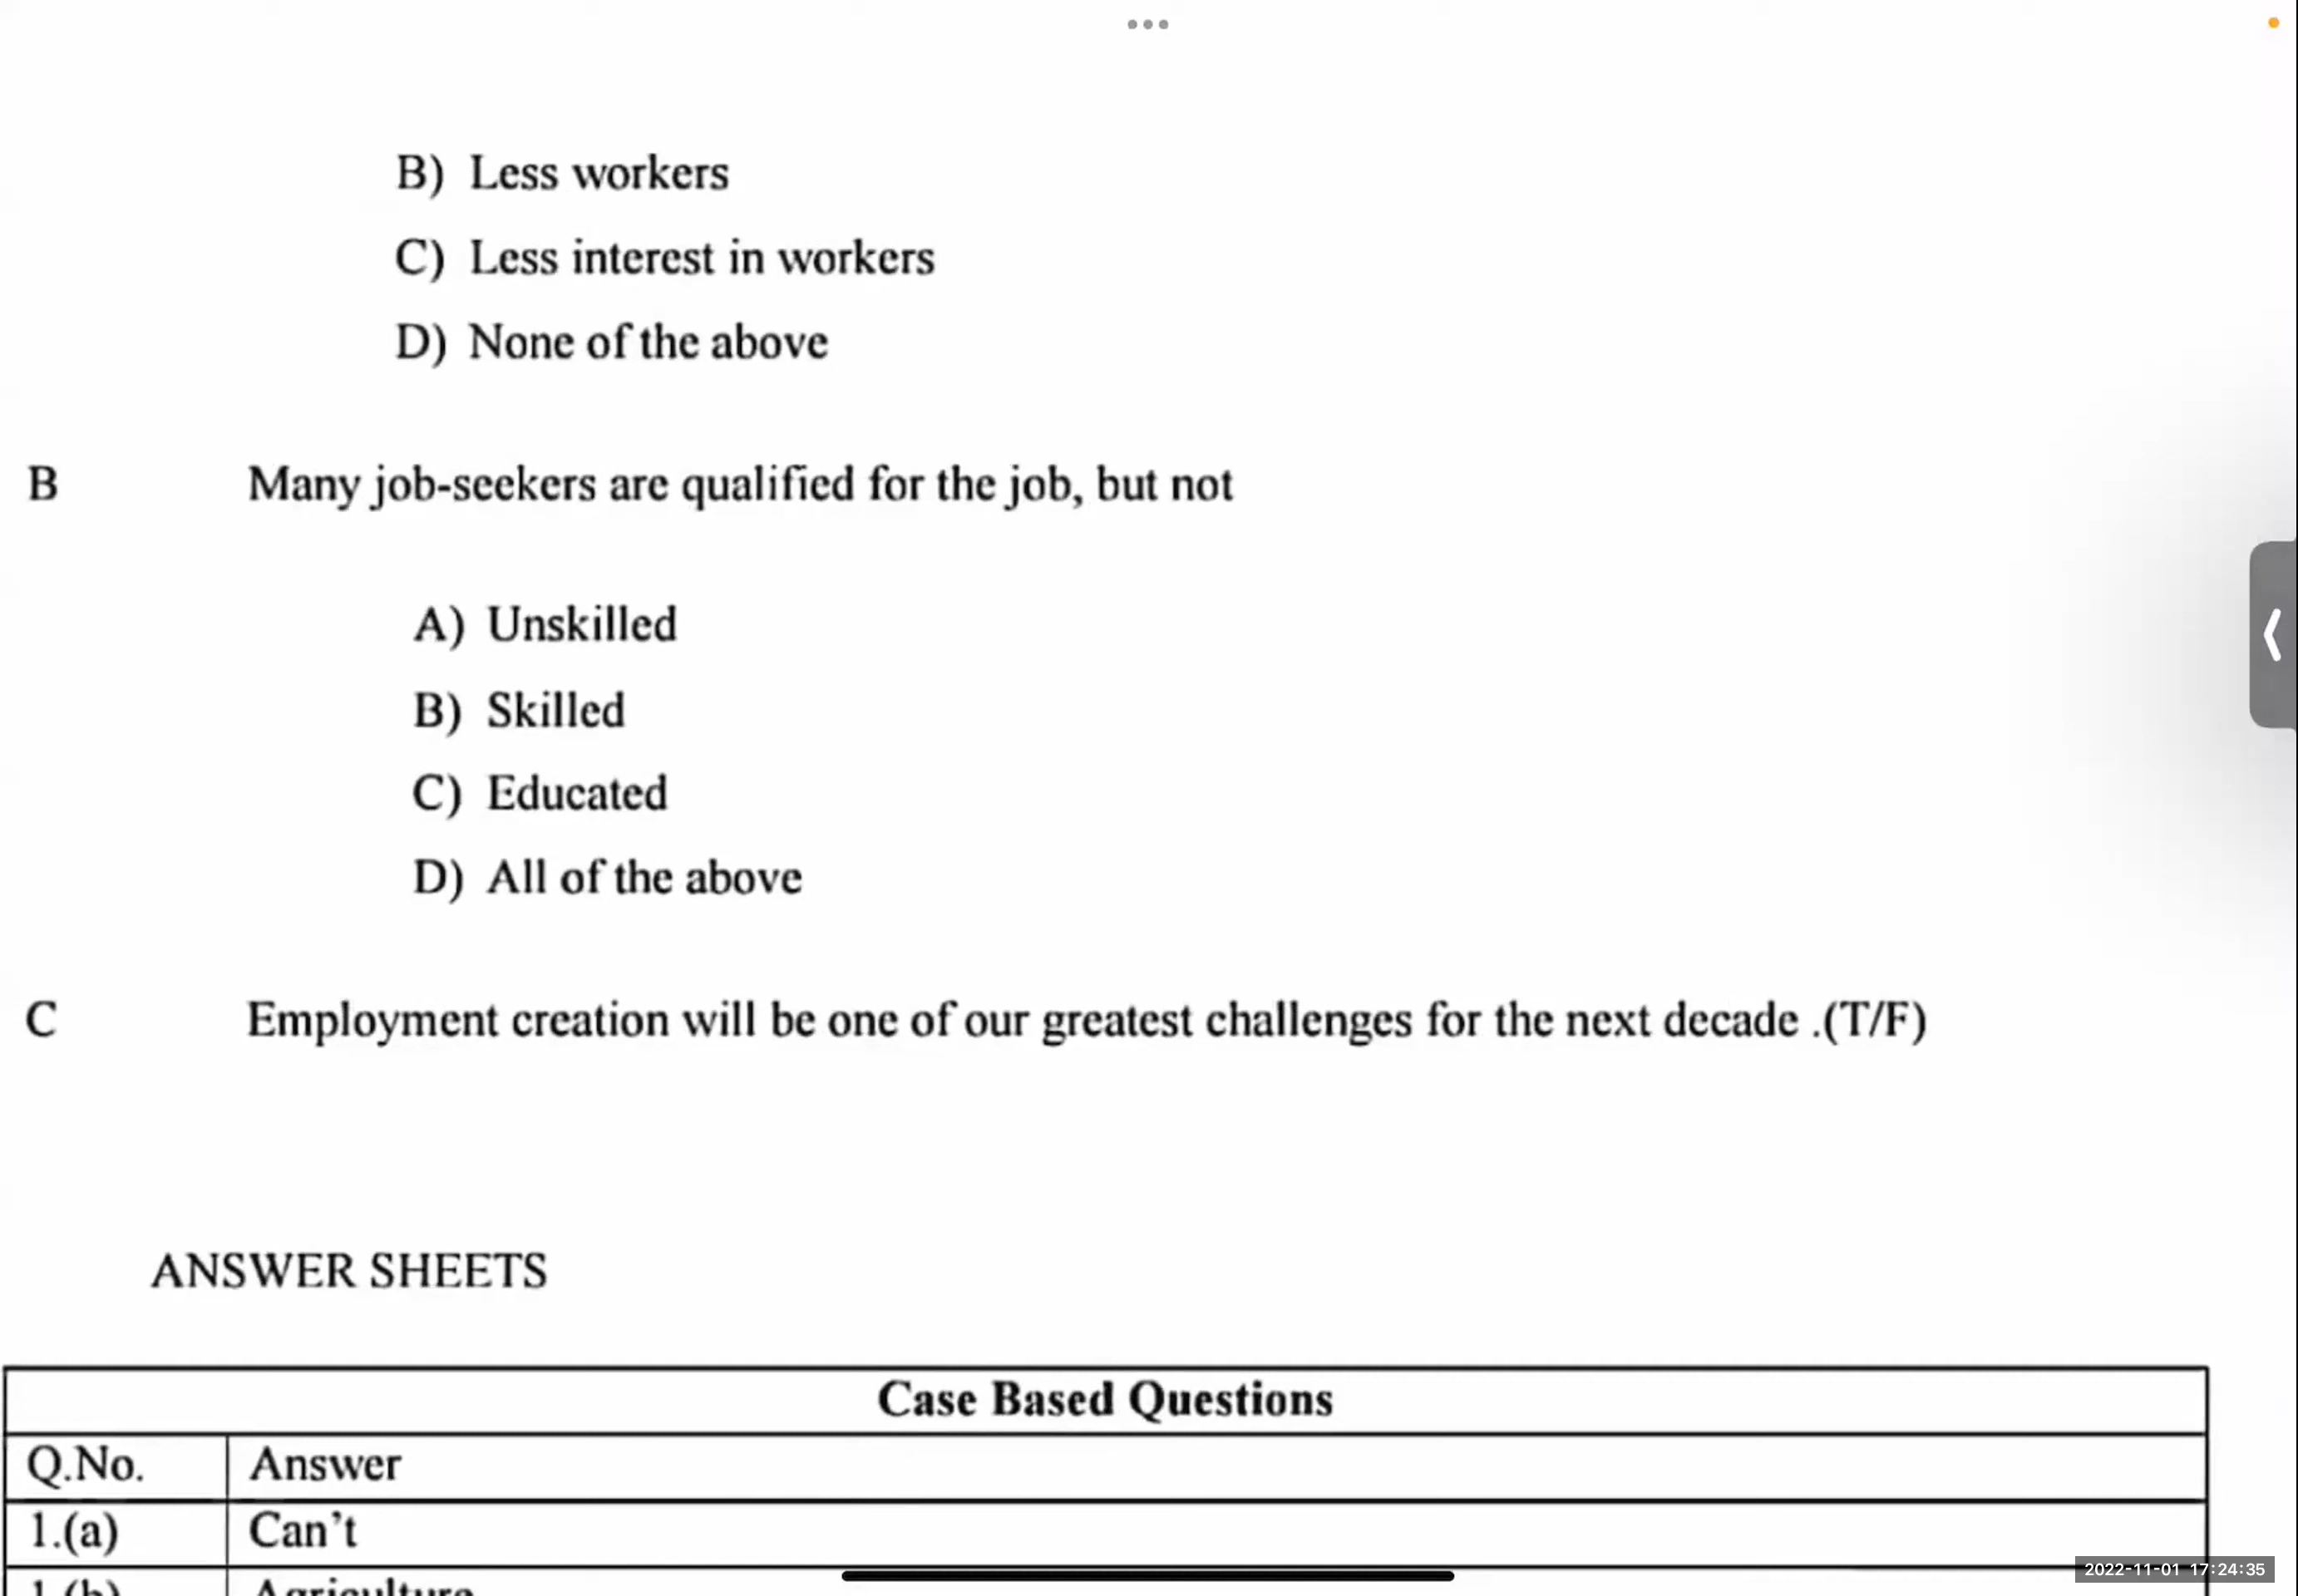 B) Less workers
C) Less interest in workers
D) None of the above
B Many job-seekers are qualified for the job, but not
A) Unskilled
B) Skilled
C) Educated
D) All of the above
C Employment creation will be one of our greatest challenges for the next decade .(T/F)
ANSWER SHEETS
Case Based Questions
Q.No. Answer
1.(a) Can't
1.(b) Agriculture
2022-11-01 17:24:35